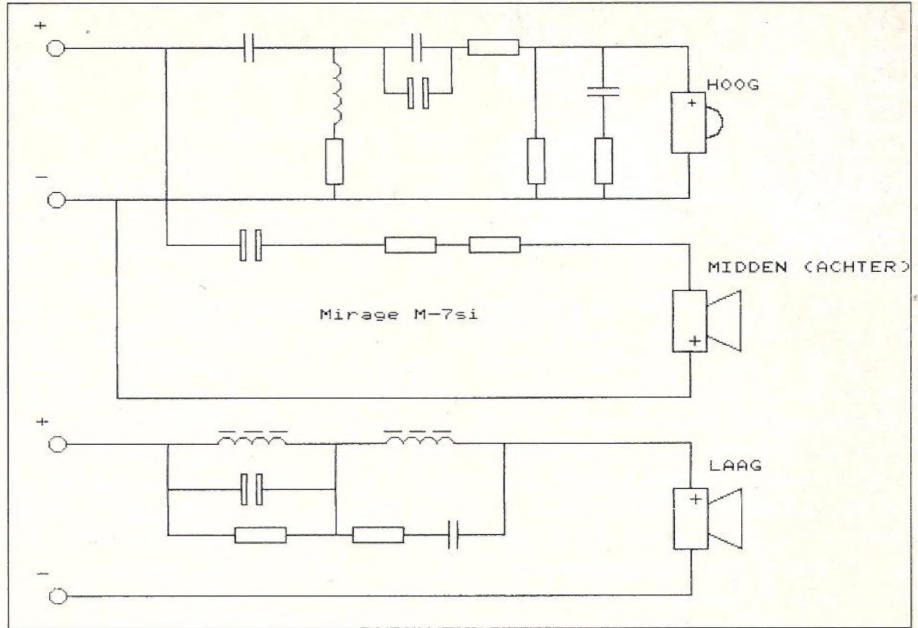 +
+
HOOG
−
MIDDEN (ACHTER)
Mirage M-7si
+
+
LAAG
+
−